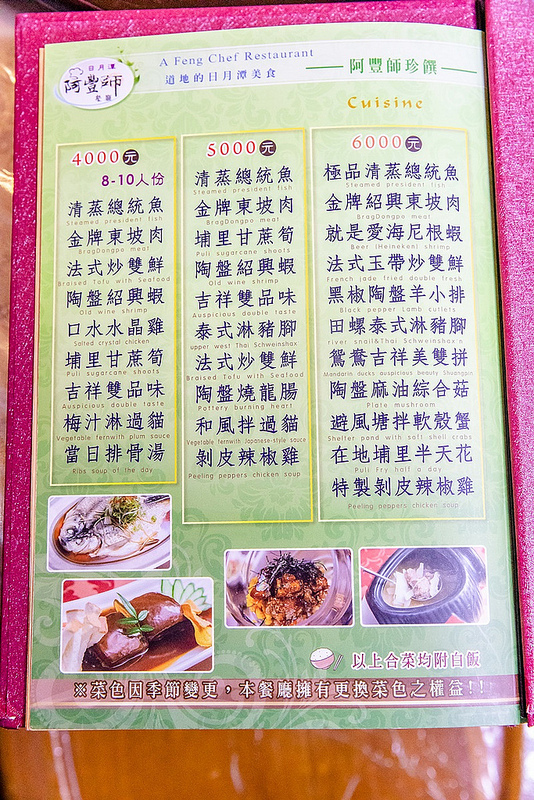 日月潭
阿豐師
餐廳
A Feng Chef Restaurant
道地的日月潭美食
阿豐師珍饌
Cuisine
4000元
8-10人份
清蒸總統魚
Steamed president fish
金牌東坡肉
BragDongpo meat
法式炒雙鮮
Braised Tofu with Seafood
陶盤紹興蝦
Old wine shrimp
口水水晶雞
Salted crystal chicken
埔里甘蔗筍
Puli sugarcane shoots
吉祥雙品味
Auspicious double taste
梅汁淋過貓
Vegetable fernwith plum sauce
當日排骨湯
Ribs soup of the day
5000元
清蒸總統魚
Steamed president fish
金牌東坡肉
BragDongpo meat
埔里甘蔗筍
Puli sugarcane shoots
陶盤紹興蝦
Old wine shrimp
吉祥雙品味
Auspicious double taste
泰式淋豬腳
upper west Thai Schweinshax
法式炒雙鮮
Braised Tofu with Seafood
陶盤燒龍腸
Pottery burning heart
和風拌過貓
Vegetable fernwith Japanese-style sauce
剝皮辣椒雞
Peeling peppers chicken soup
6000元
極品清蒸總統魚
Steamed president fish
金牌紹興東坡肉
BragDongpo meat
就是愛海尼根蝦
Beer (Heineken) shrimp
法式玉帶炒雙鮮
French jade fried double fresh
黑椒陶盤羊小排
Black pepper Lamb cutlets
田螺泰式淋豬腳
river snail&Thai Schweinshax'n
鴛鴦吉祥美雙拼
Mandarin ducks auspicious beauty Shuangpin
陶盤麻油綜合菇
Plate mushroom
避風塘拌軟殼蟹
Shelter pond with soft shell crabs
在地埔里半天花
Puli Fry half a day
特製剝皮辣椒雞
Peeling peppers chicken soup
以上合菜均附白飯
※菜色因季節變更，本餐廳擁有更換菜色之權益!!